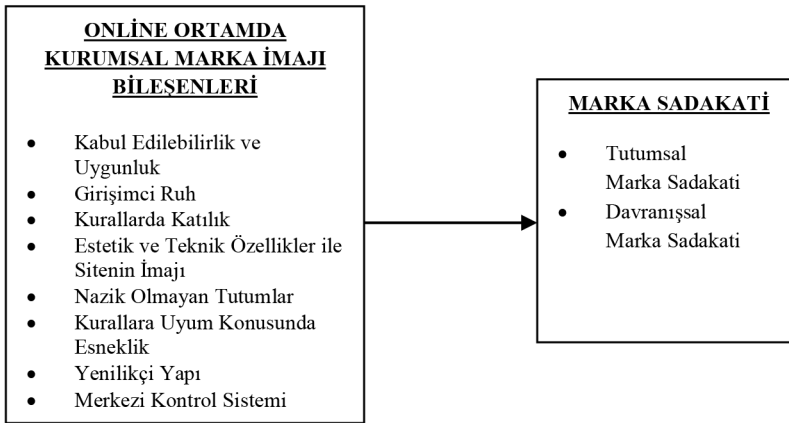 ONLİNE ORTAMDA
KURUMSAL MARKA İMAJI
BİLEŞENLERİ
• Kabul Edilebilirlik ve
Uygunluk
• Girişimci Ruh
• Kurallarda Katılık
• Estetik ve Teknik Özellikler ile
Sitenin İmajı
• Nazik Olmayan Tutumlar
• Kurallara Uyum Konusunda
Esneklik
• Yenilikçi Yapı
• Merkezi Kontrol Sistemi
MARKA SADAKATİ
• Tutumsal
Marka Sadakati
• Davranışsal
Marka Sadakati